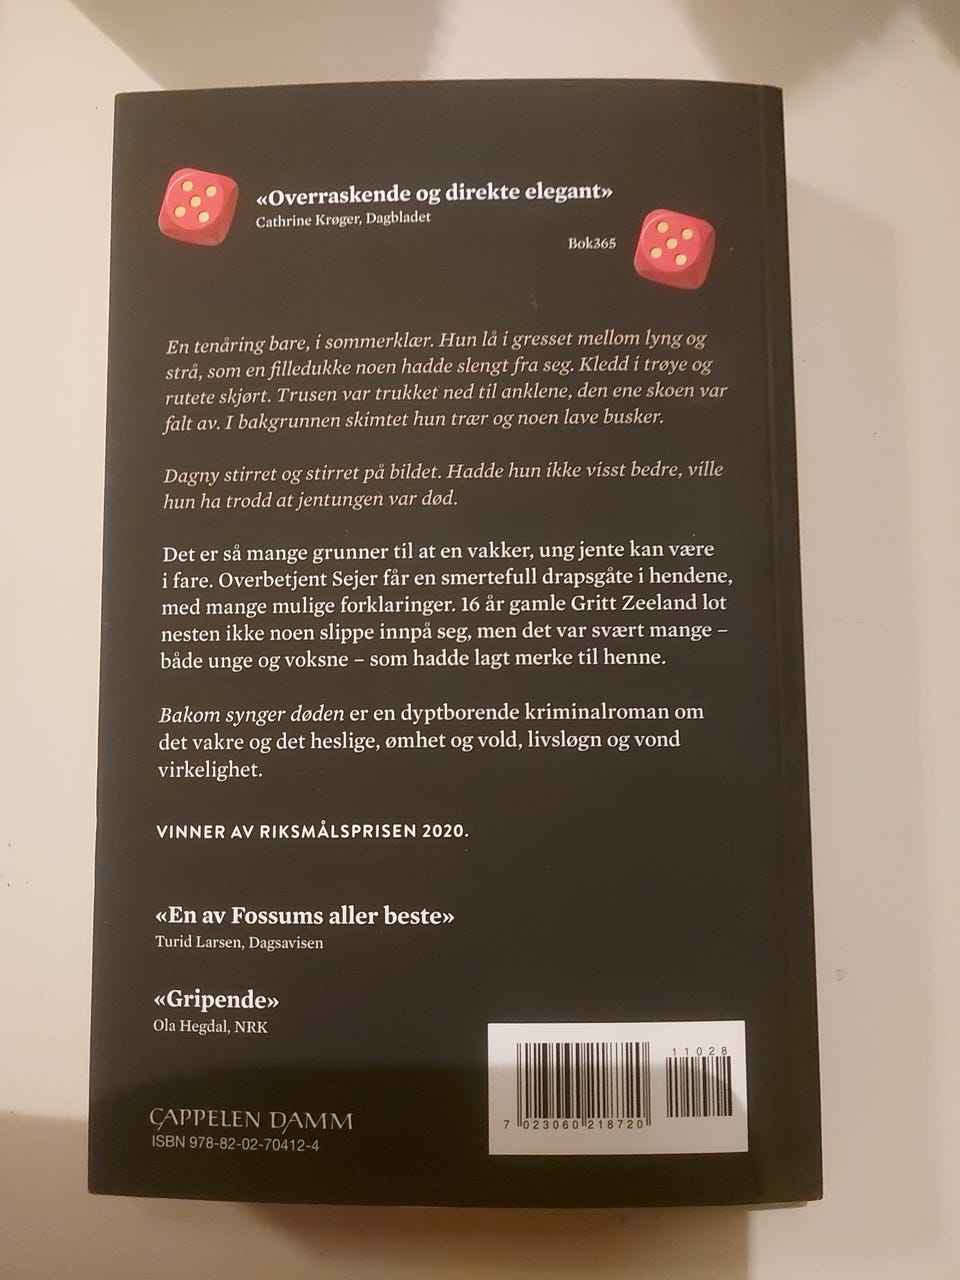 «Overraskende og direkte elegant»
Cathrine Krøger, Dagbladet
Bok365
En tenåring bare, i sommerklær. Hun lå i gresset mellom lyng og
strå, som en filledukke noen hadde slengt fra seg. Kledd i trøye og
rutete skjørt. Trusen var trukket ned til anklene, den ene skoen var
falt av. I bakgrunnen skimtet hun trær og noen lave busker.
Dagny stirret og stirret på bildet. Hadde hun ikke visst bedre, ville
hun ha trodd at jentungen var død.
Det er så mange grunner til at en vakker, ung jente kan være
i fare. Overbetjent Sejer får en smertefull drapsgåte i hendene,
med mange mulige forklaringer. 16 år gamle Gritt Zeeland lot
nesten ikke noen slippe innpå seg, men det var svært mange –
både unge og voksne – som hadde lagt merke til henne.
Bakom synger døden er en dyptborende kriminalroman om
det vakre og det heslige, ømhet og vold, livsløgn og vond
virkelighet.
VINNER AV RIKSMÅLSPRISEN 2020.
«En av Fossums aller beste»
Turid Larsen, Dagsavisen
«Gripende»
Ola Hegdal, NRK
CAPPELEN DAMM
ISBN 978-82-02-70412-4
11028
7 023060 218720